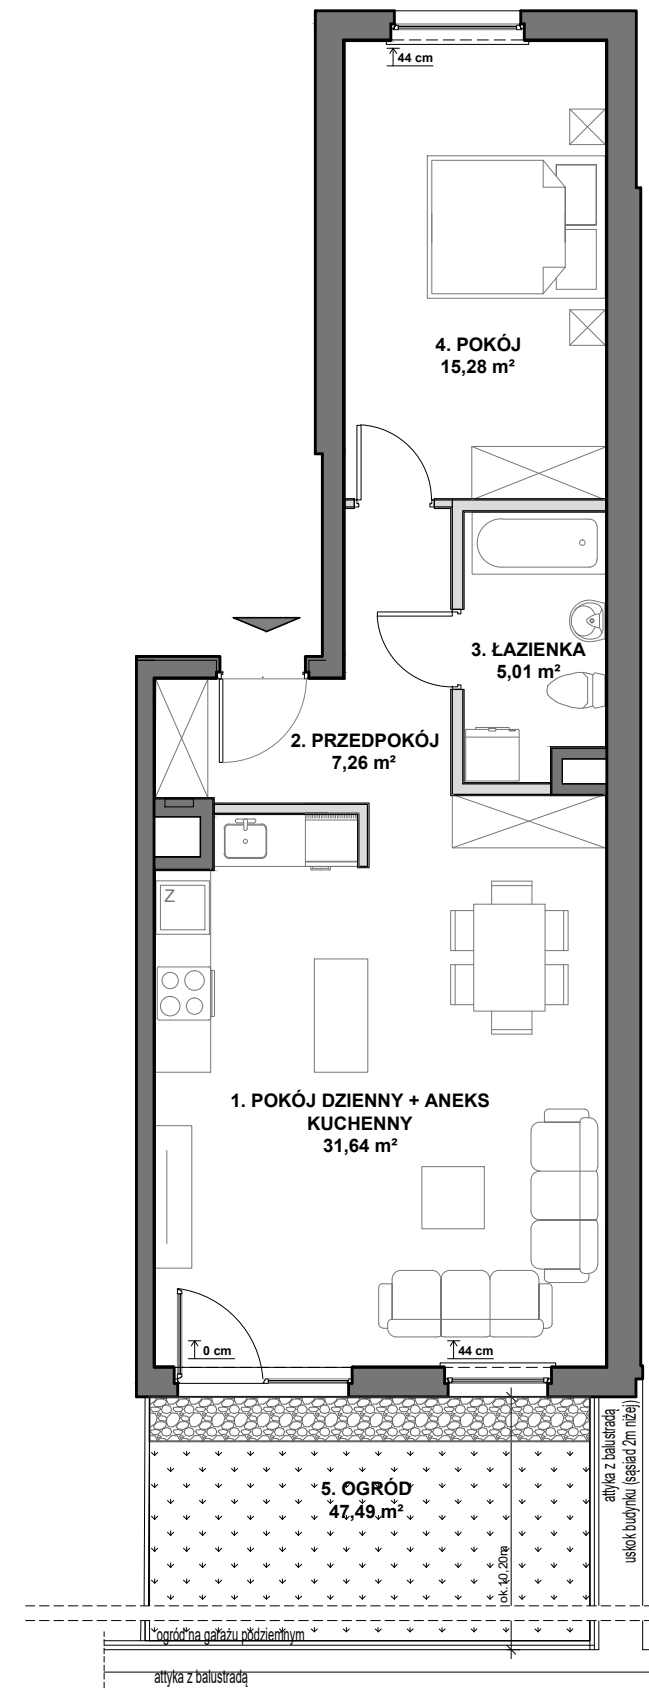 44 cm
4. POKÓJ
15,28 m²
3. ŁAZIENKA
5,01 m²
2. PRZEDPOKÓJ
7,26 m²
Z
1. POKÓJ DZIENNY + ANEKS
KUCHENNY
31,64 m²
0 cm
44 cm
5. OGRÓD
47,49 m²
ok.10,20m
attyka z balustradą
uskok budynku (sąsiad 2m niżej)
ogród na garażu podziemnym
attyka z balustradą